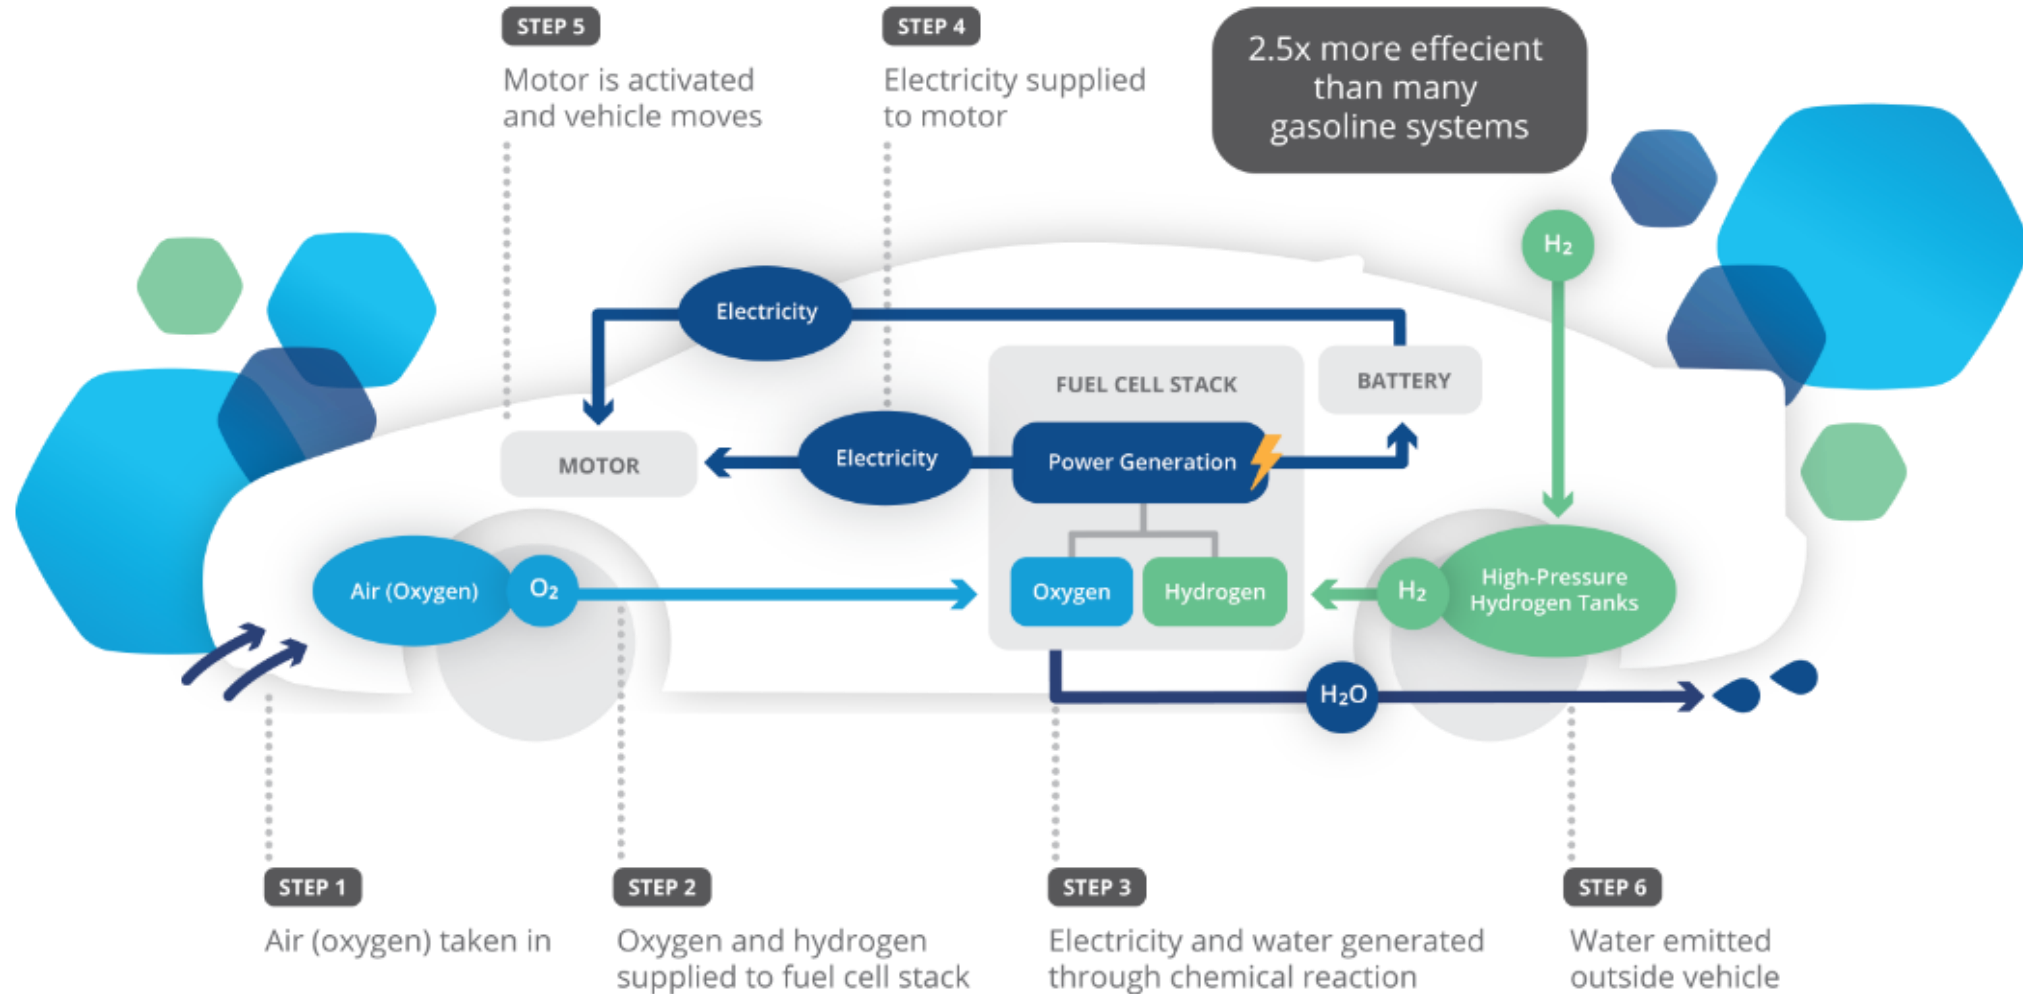 STEP 5
Motor is activated
and vehicle moves
STEP 4
Electricity supplied
to motor
2.5x more effecient
than many
gasoline systems
H₂
Electricity
FUEL CELL STACK
BATTERY
MOTOR
Electricity
Power Generation
Air (Oxygen)
O₂
Oxygen
Hydrogen
H₂
High-Pressure
Hydrogen Tanks
H₂O
STEP 1
Air (oxygen) taken in
STEP 2
Oxygen and hydrogen
supplied to fuel cell stack
STEP 3
Electricity and water generated
through chemical reaction
STEP 6
Water emitted
outside vehicle